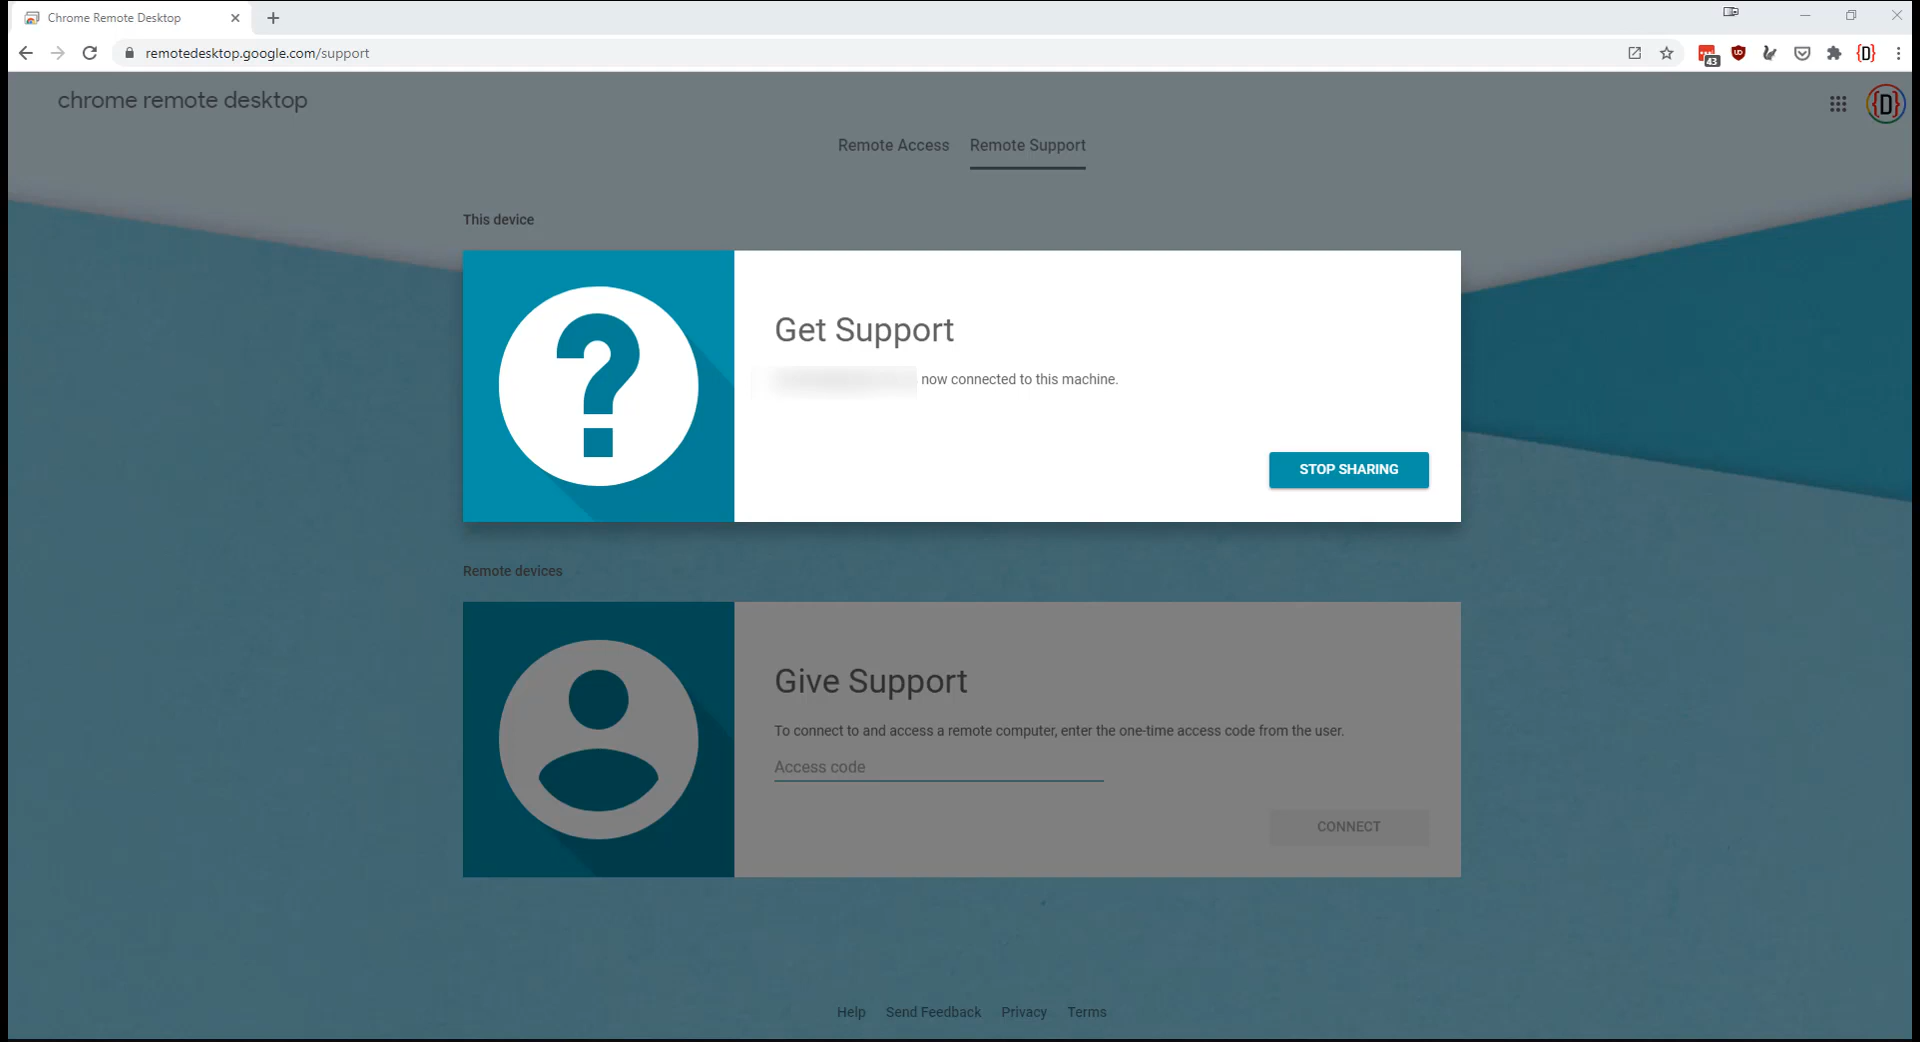 Chrome Remote Desktop
remotedesktop.google.com/support
43
{D}
chrome remote desktop
{D}
Remote Access Remote Support
This device
Get Support
now connected to this machine.
STOP SHARING
Remote devices
Give Support
To connect to and access a remote computer, enter the one-time access code from the user.
Access code
CONNECT
Help Send Feedback Privacy Terms